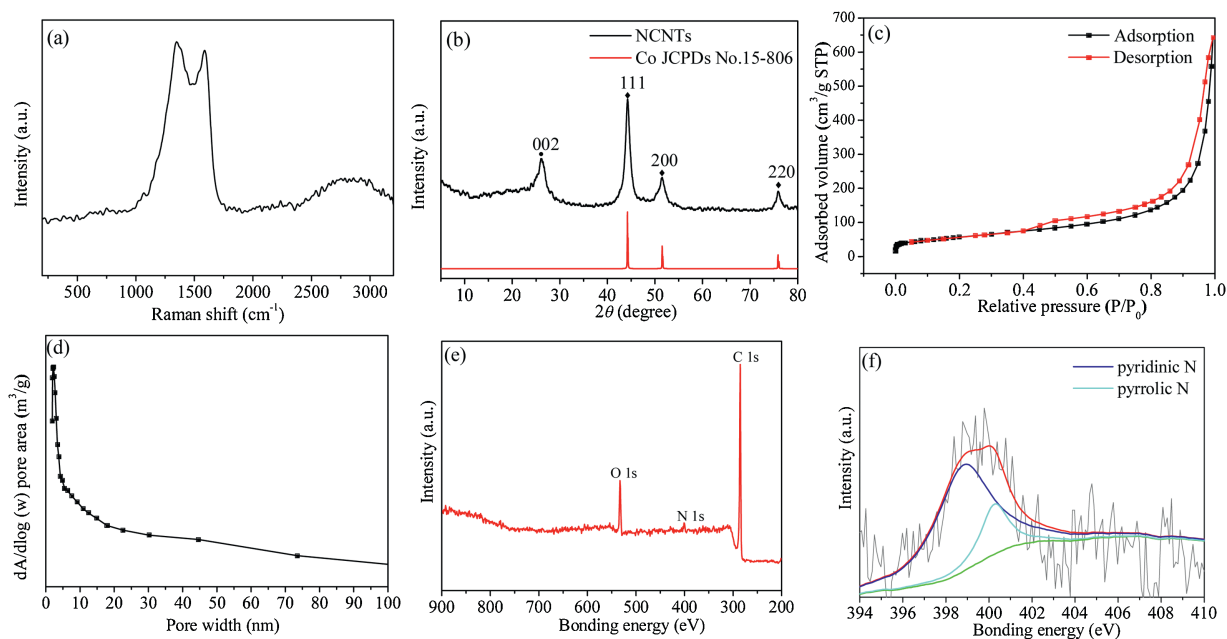 (a)
Intensity (a.u.)
500 1000 1500 2000 2500 3000
Raman shift (cm⁻¹)
(b)
NCNTs
Co JCPDs No.15-806
Intensity (a.u.)
002
111
200
220
10 20 30 40 50 60 70 80
2θ (degree)
(c)
Adsorption
Desorption
Adsorbed volume (cm³/g STP)
700
600
500
400
300
200
100
0
0.0 0.2 0.4 0.6 0.8 1.0
Relative pressure (P/P₀)
(d)
dA/dlog (w) pore area (m³/g)
0 10 20 30 40 50 60 70 80 90 100
Pore width (nm)
(e)
Intensity (a.u.)
O 1s
N 1s
C 1s
900 800 700 600 500 400 300 200
Bonding energy (eV)
(f)
pyridinic N
pyrrolic N
Intensity (a.u.)
394 396 398 400 402 404 406 408 410
Bonding energy (eV)